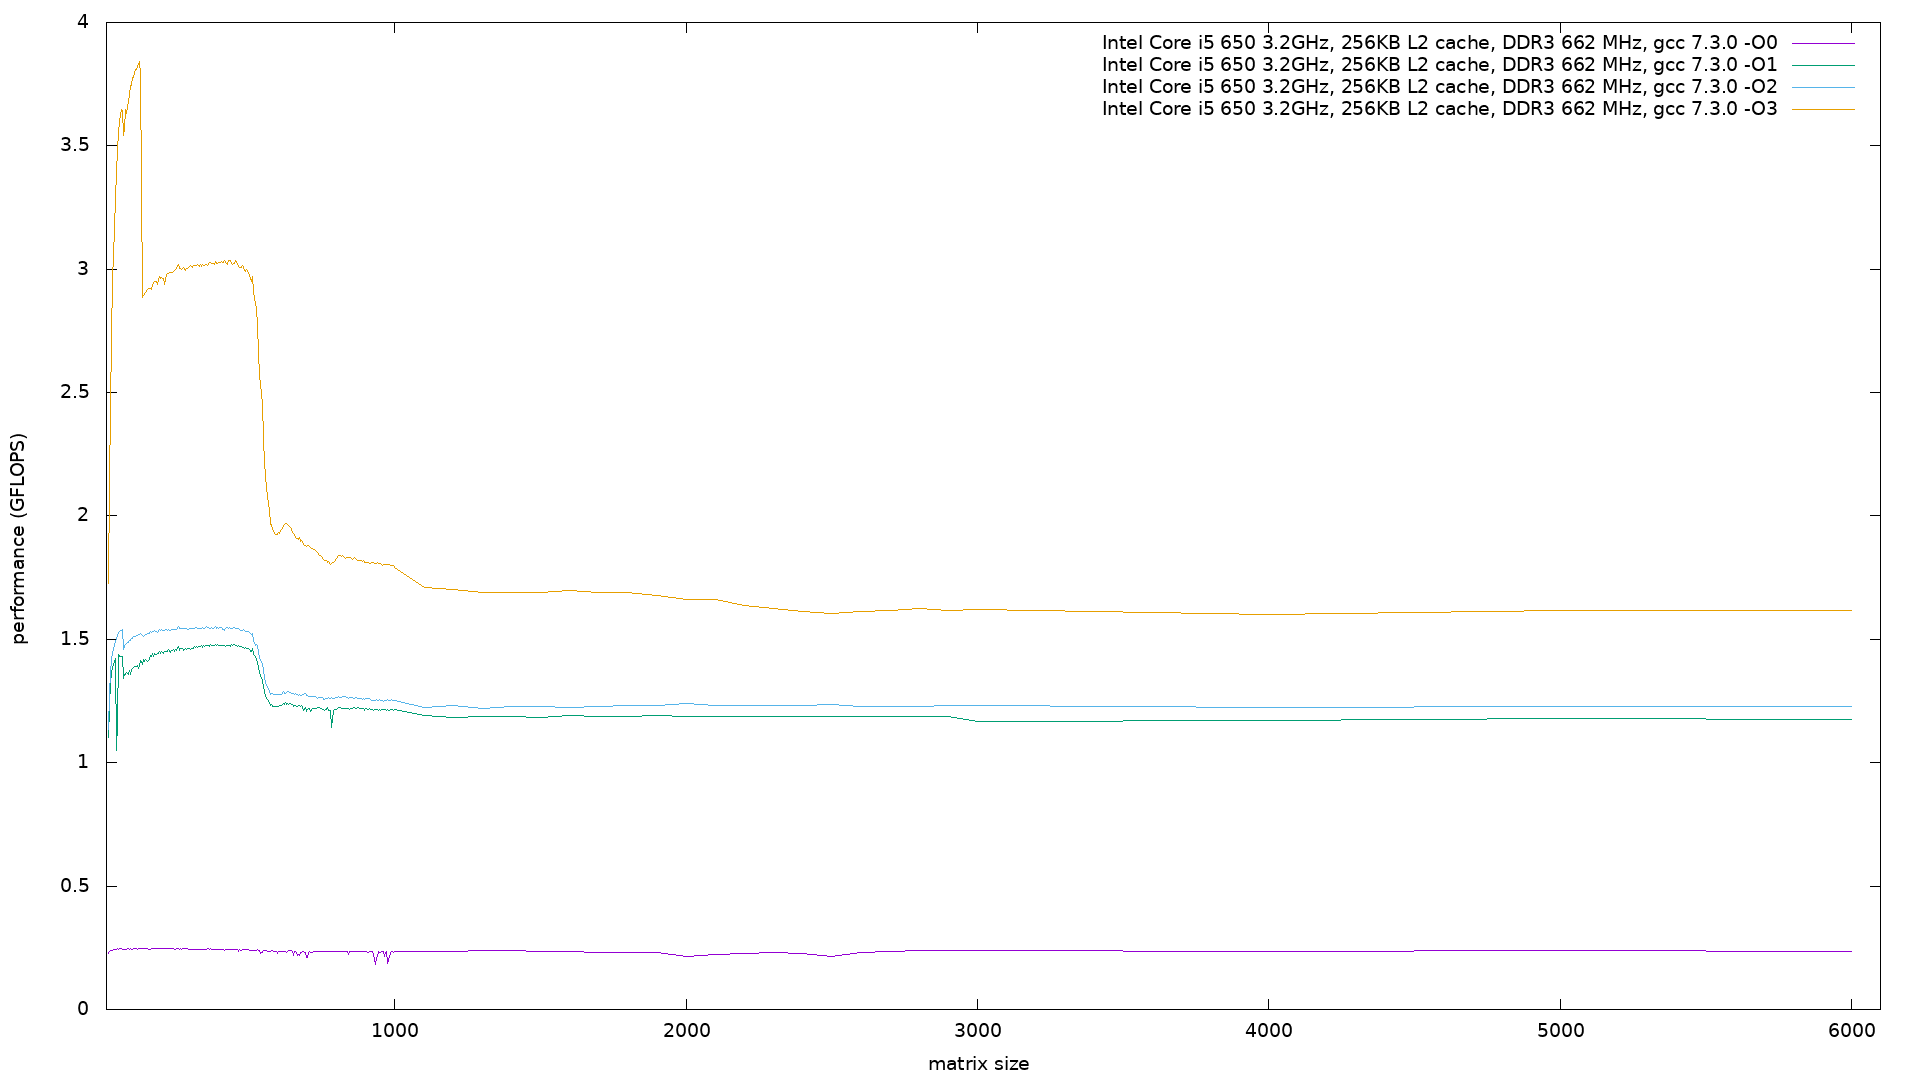 4
Intel Core i5 650 3.2GHz, 256KB L2 cache, DDR3 662 MHz, gcc 7.3.0 -O0
Intel Core i5 650 3.2GHz, 256KB L2 cache, DDR3 662 MHz, gcc 7.3.0 -O1
Intel Core i5 650 3.2GHz, 256KB L2 cache, DDR3 662 MHz, gcc 7.3.0 -O2
Intel Core i5 650 3.2GHz, 256KB L2 cache, DDR3 662 MHz, gcc 7.3.0 -O3
3.5
3
2.5
2
1.5
1
0.5
0
performance (GFLOPS)
1000 2000 3000 4000 5000 6000
matrix size